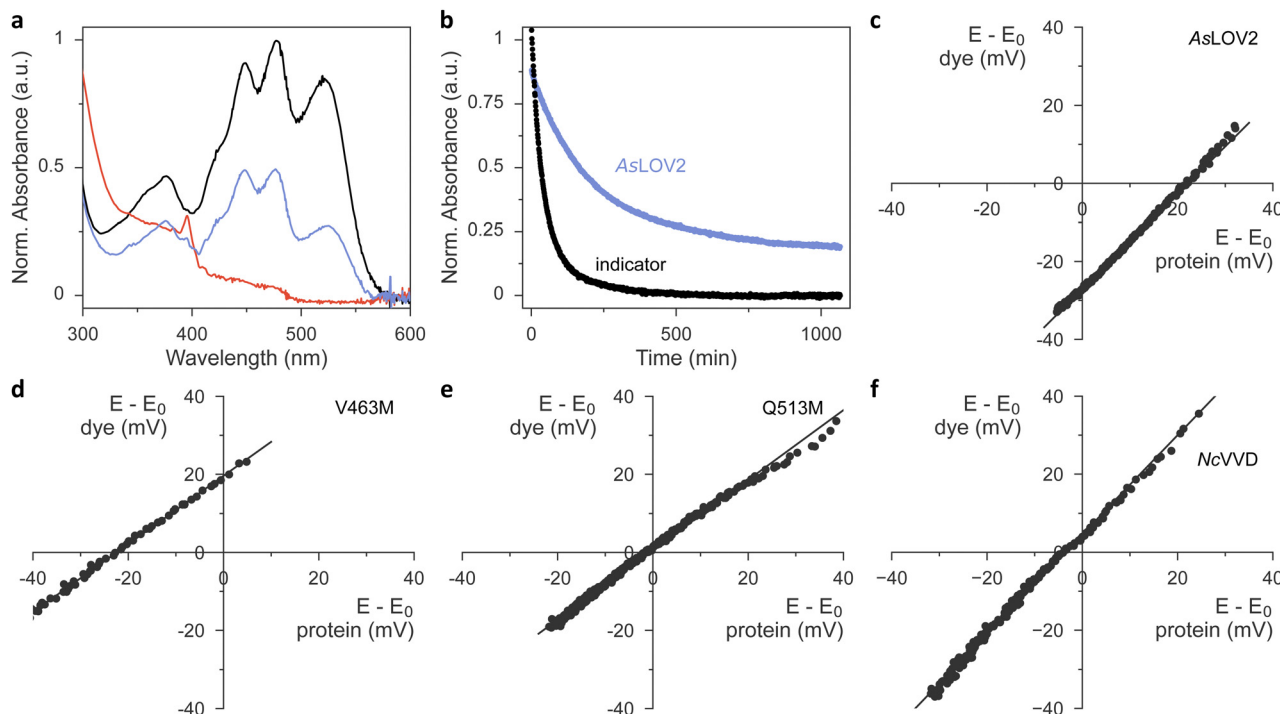 a
Norm. Absorbance (a.u.)
1
0.5
0
300
400
500
600
Wavelength (nm)
b
Norm. Absorbance (a.u.)
1
0.75
0.5
0.25
0
AsLOV2
indicator
0
500
1000
Time (min)
c
E - E₀
dye (mV)
AsLOV2
40
20
0
-20
-40
-40
-20
0
20
40
E - E₀
protein (mV)
d
E - E₀
dye (mV)
V463M
40
20
0
-20
-40
-40
-20
0
20
40
E - E₀
protein (mV)
e
E - E₀
dye (mV)
Q513M
40
20
0
-20
-40
-40
-20
0
20
40
E - E₀
protein (mV)
f
E - E₀
dye (mV)
NcVVD
40
20
0
-20
−40
−40
−20
0
20
40
E - E₀
protein (mV)